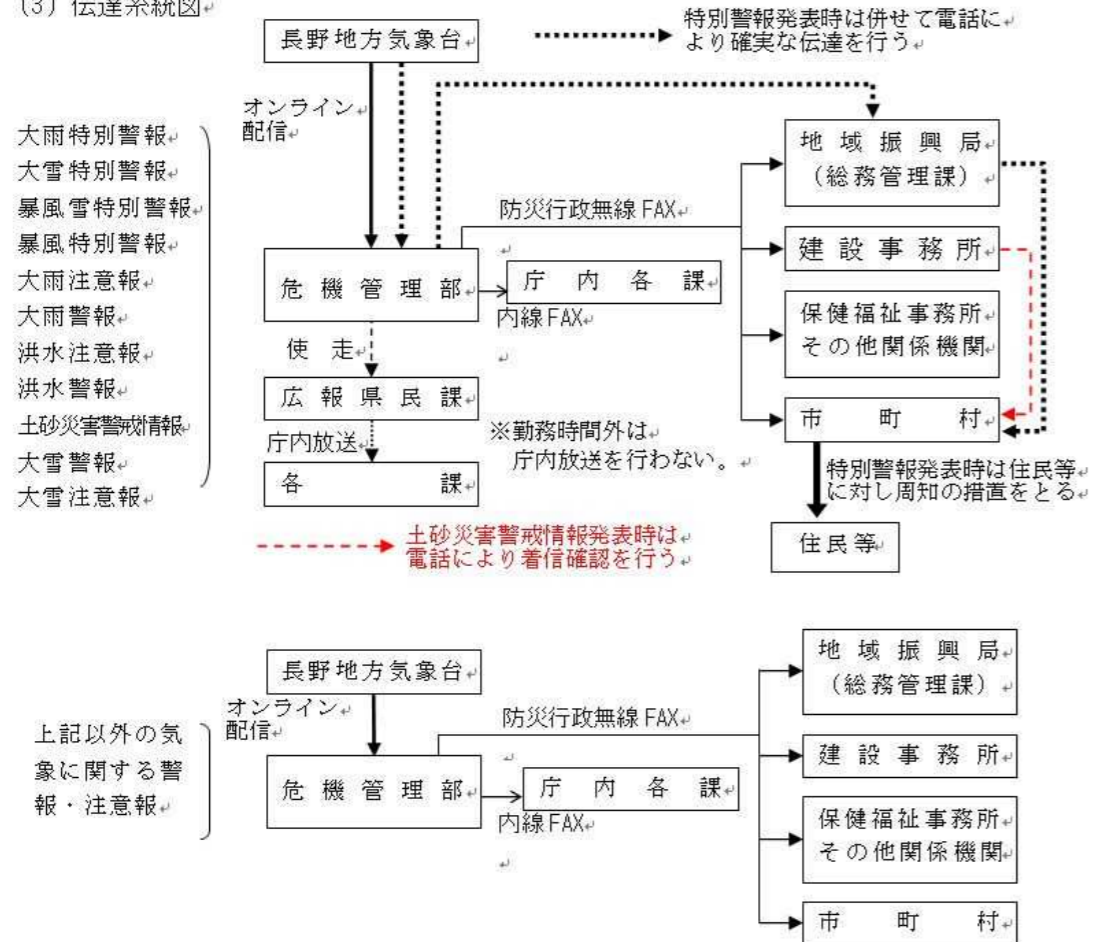 (3) 伝達系統図
長野地方気象台
特別警報発表時は併せて電話に
より確実な伝達を行う
オンライン
配信
大雨特別警報
大雪特別警報
暴風雪特別警報
暴風特別警報
大雨注意報
大雨警報
洪水注意報
洪水警報
土砂災害警戒情報
大雪警報
大雪注意報
地域振興局
(総務管理課)
防災行政無線FAX
建設事務所
危機管理部
庁内各課
内線FAX
保健福祉事務所
その他関係機関
使走
広報県民課
市町村
庁内放送
※勤務時間外は
庁内放送を行わない。
各課
特別警報発表時は住民等
に対し周知の措置をとる
土砂災害警戒情報発表時は
電話により着信確認を行う
住民等
長野地方気象台
地域振興局
(総務管理課)
オンライン
配信
防災行政無線FAX
上記以外の気
象に関する警
報・注意報
建設事務所
危機管理部
庁内各課
内線FAX
保健福祉事務所
その他関係機関
市町村